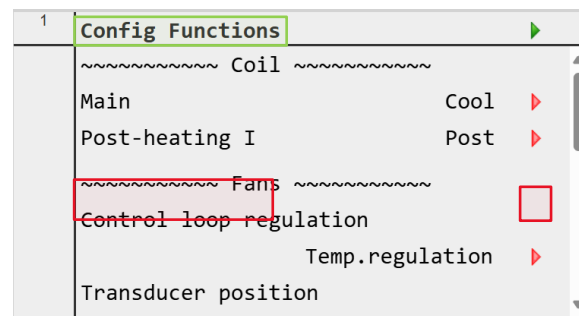 1
Config Functions
~~~~~~~~~~~ Coil ~~~~~~~~~~~
Main Cool
Post-heating I Post
~~~~~~~~~~~ Fans ~~~~~~~~~~~
Control loop regulation
Temp.regulation
Transducer position